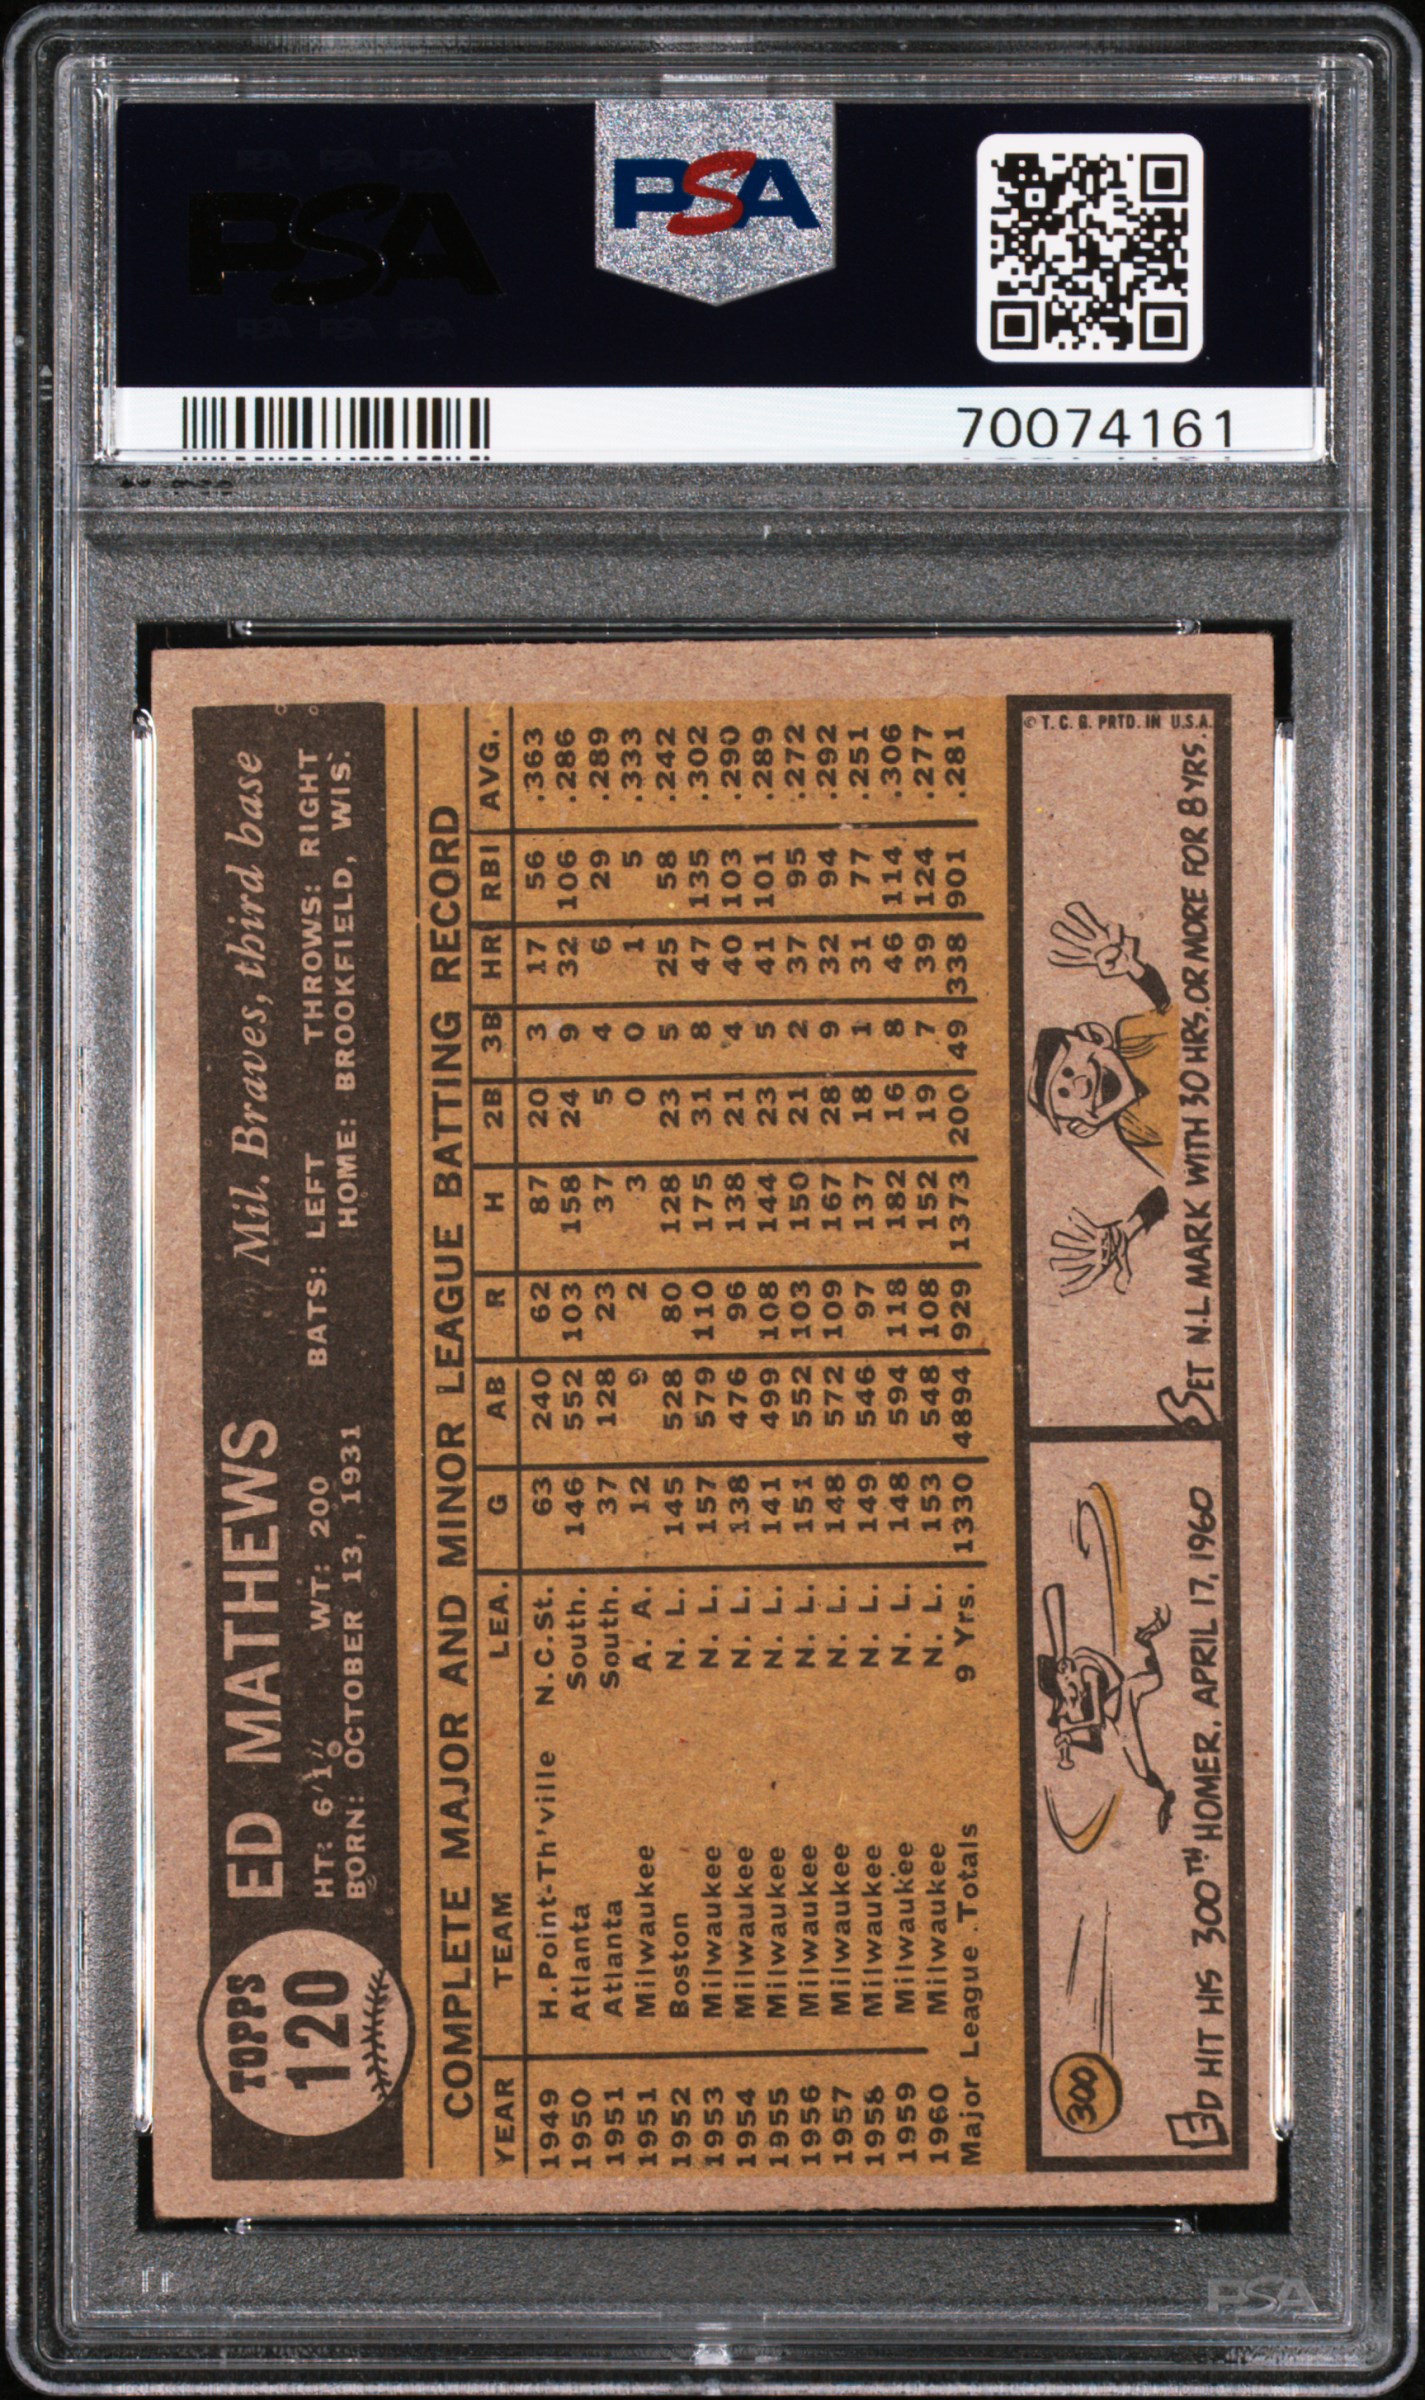 PSA
PSA
70074161
TOPPS
120
ED MATHEWS Mil. Braves, third base
HT: 6'1" WT: 200 BATS: LEFT THROWS: RIGHT
BORN: OCTOBER 13, 1931 HOME: BROOKFIELD, WIS.
COMPLETE MAJOR AND MINOR LEAGUE BATTING RECORD
YEAR TEAM LEA. G AB R H 2B 3B HR RBI AVG.
1949 H.Point-Th'ville N.C.St. 63 240 62 87 20 3 17 56 .363
1950 Atlanta South. 146 552 103 158 24 9 32 106 .286
1951 Atlanta South. 37 128 23 37 5 4 6 29 .289
1951 Milwaukee A. A. 12 9 2 3 0 0 1 5 .333
1952 Boston N. L. 145 528 80 128 23 5 25 58 .242
1953 Milwaukee N. L. 157 579 110 175 31 8 47 135 .302
1954 Milwaukee N. L. 138 476 96 138 21 4 40 103 .290
1955 Milwaukee N. L. 141 499 108 144 23 5 41 101 .289
1956 Milwaukee N. L. 151 552 103 150 21 2 37 95 .272
1957 Milwaukee N. L. 148 572 109 167 28 9 32 94 .292
1958 Milwaukee N. L. 149 546 97 137 18 1 31 77 .251
1959 Milwaukee N. L. 148 594 118 182 16 8 46 114 .306
1960 Milwaukee N. L. 153 548 108 152 19 7 39 124 .277
Major League Totals 9 Yrs. 1330 4894 929 1373 200 49 338 901 .281
300
ED HIT HIS 300TH HOMER, APRIL 17, 1960
SET N.L. MARK WITH 30 HRS. OR MORE FOR 8 YRS.
© T. C. G. PRTD. IN U.S.A.
PSA